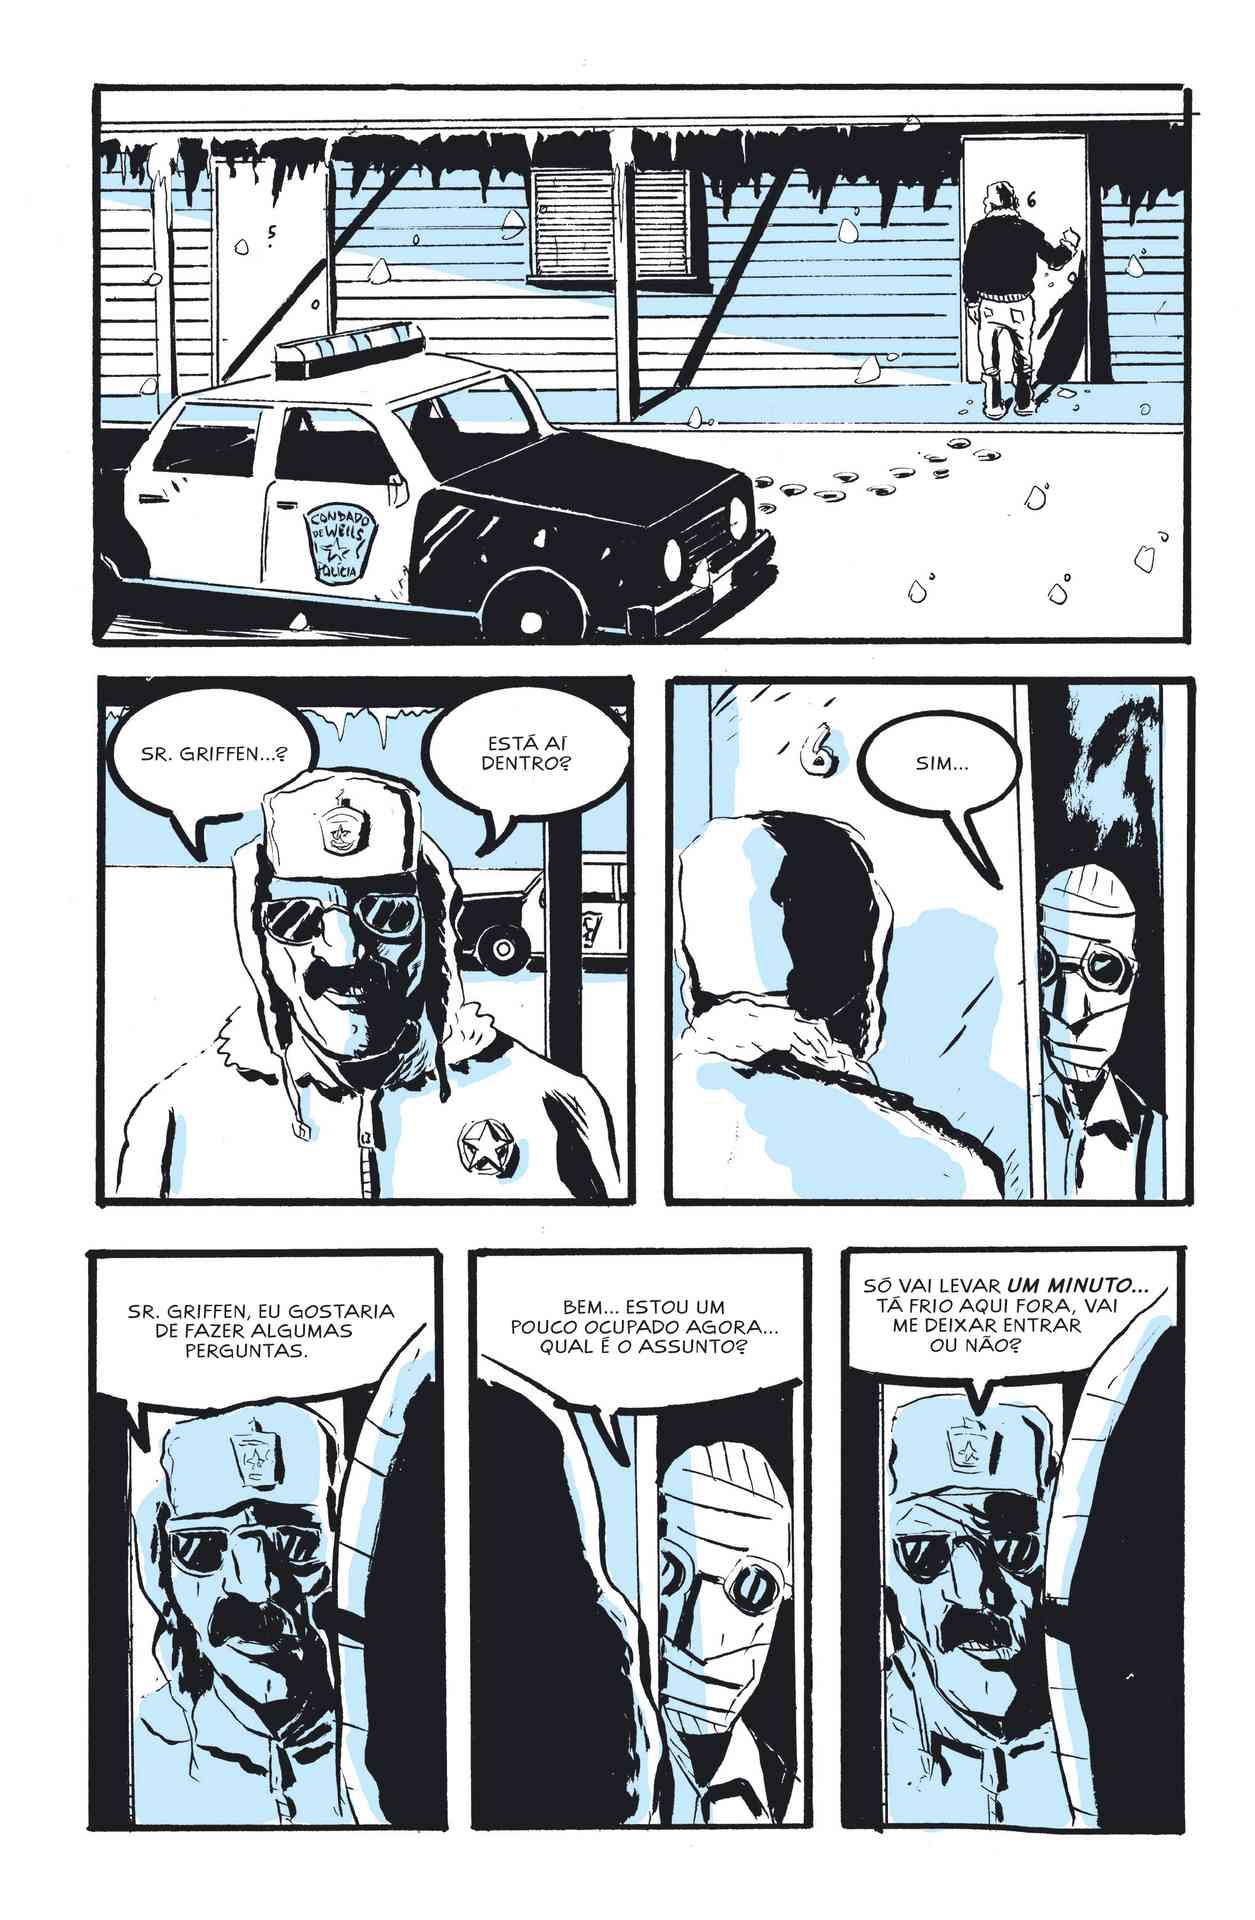 5
6
CONDADO
DE WELLS
POLÍCIA
SR. GRIFFEN...?
ESTÁ AÍ
DENTRO?
6
SIM...
SR. GRIFFEN, EU GOSTARIA
DE FAZER ALGUMAS
PERGUNTAS.
BEM... ESTOU UM
POUCO OCUPADO AGORA...
QUAL É O ASSUNTO?
SÓ VAI LEVAR UM MINUTO...
TÁ FRIO AQUI FORA, VAI
ME DEIXAR ENTRAR
OU NÃO?